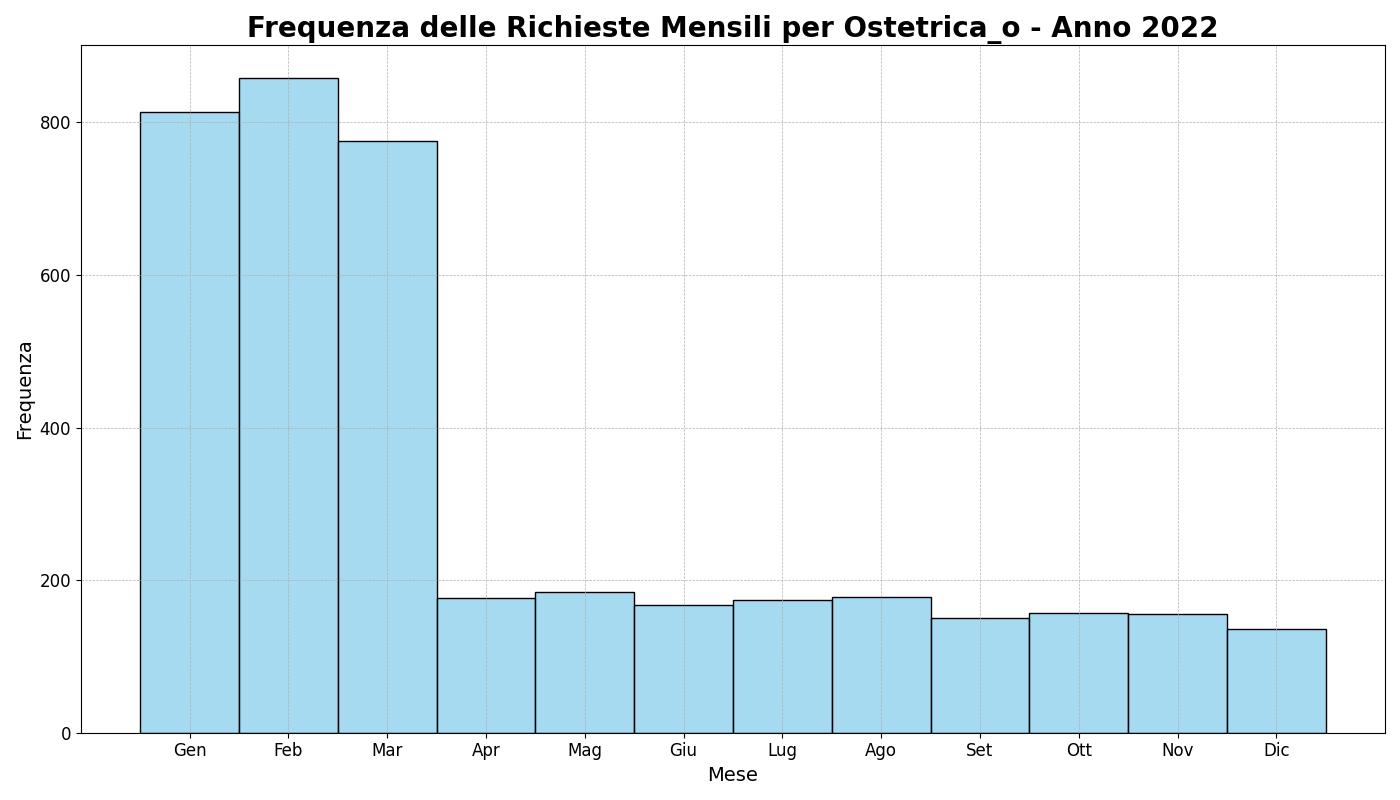 Frequenza delle Richieste Mensili per Ostetrica_o - Anno 2022
800
600
400
200
0
Frequenza
Gen Feb Mar Apr Mag Giu Lug Ago Set Ott Nov Dic
Mese